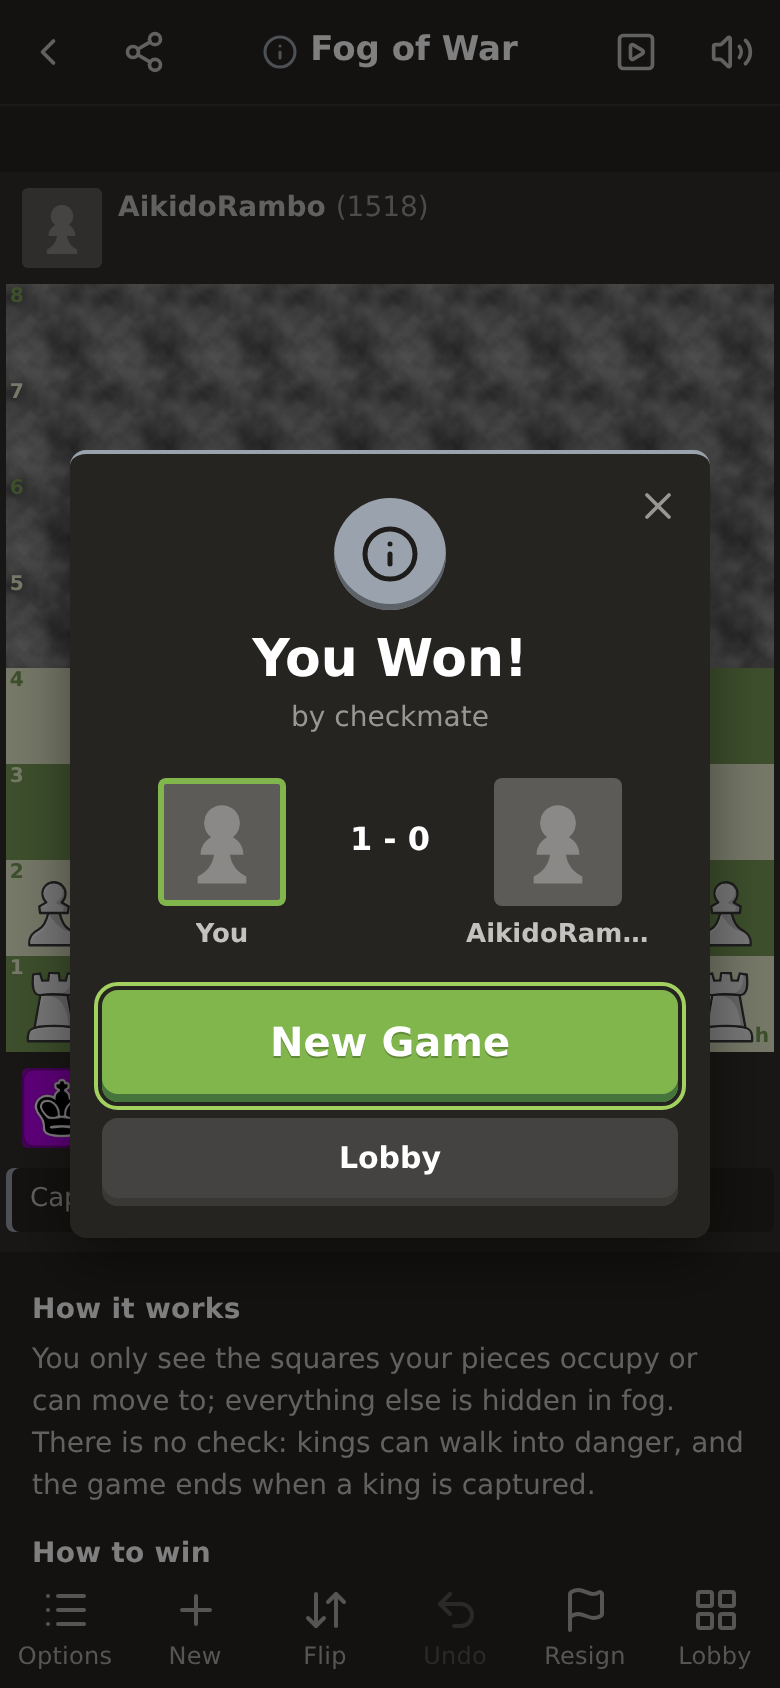 Fog of War
AikidoRambo (1518)
8
7
6
5
You Won!
4
by checkmate
3
1 - 0
2
You
AikidoRam...
1
h
New Game
Lobby
How it works
You only see the squares your pieces occupy or
can move to; everything else is hidden in fog.
There is no check: kings can walk into danger, and
the game ends when a king is captured.
How to win
Options
New
Flip
Undo
Resign
Lobby